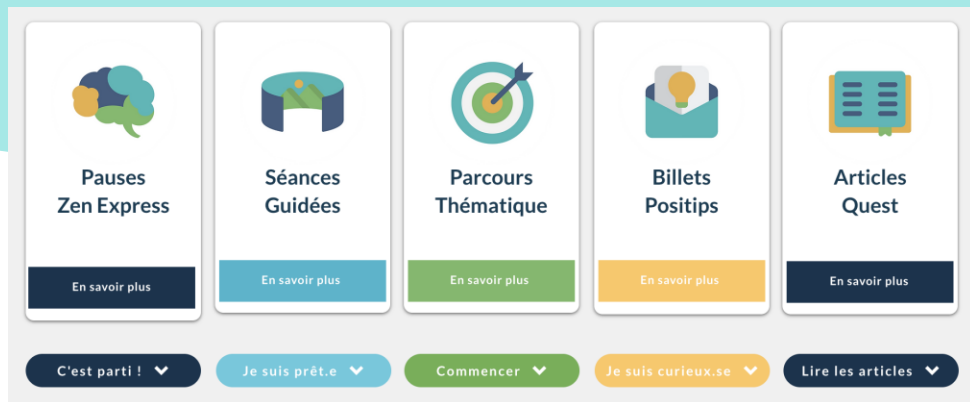 Pauses
Zen Express
En savoir plus
C'est parti !
Séances
Guidées
En savoir plus
Je suis prêt.e
Parcours
Thématique
En savoir plus
Commencer
Billets
Positips
En savoir plus
Je suis curieux.se
Articles
Quest
En savoir plus
Lire les articles